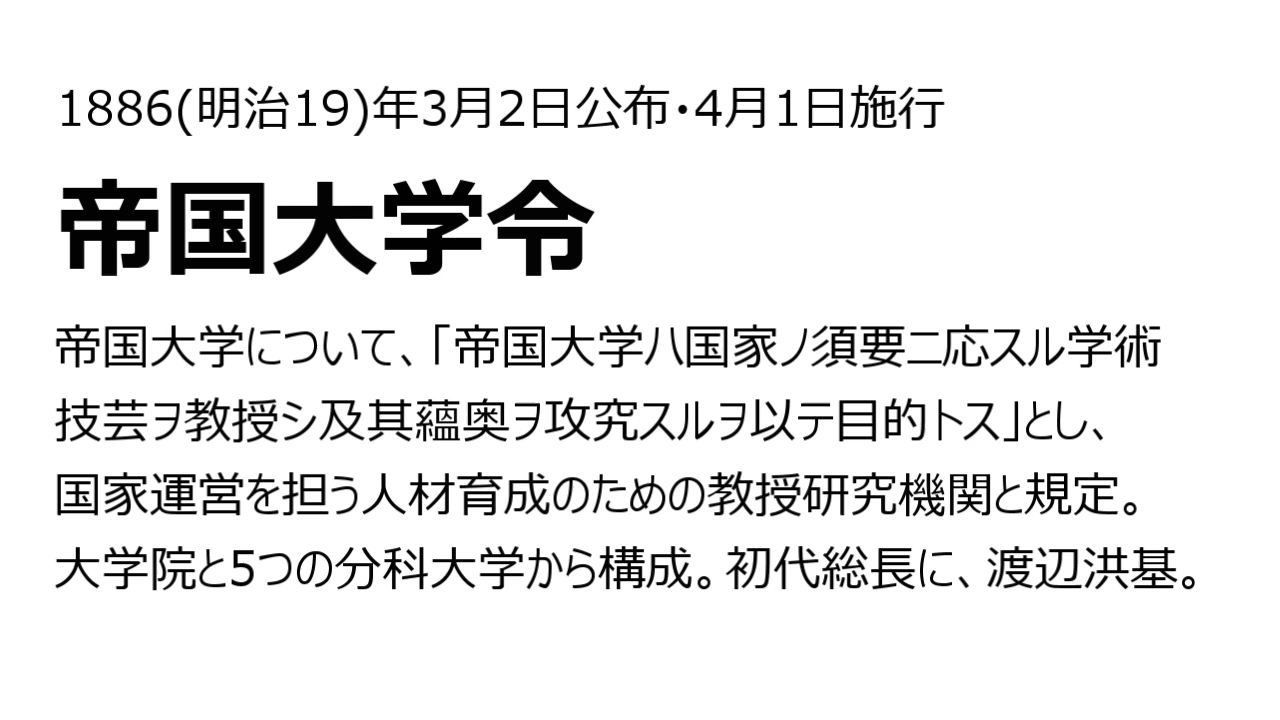 1886(明治19)年3月2日公布・4月1日施行
帝国大学令
帝国大学について、「帝国大学ハ国家ノ須要ニ応スル学術
技芸ヲ教授シ及其蘊奥ヲ攻究スルヲ以テ目的トス」とし、
国家運営を担う人材育成のための教授研究機関と規定。
大学院と5つの分科大学から構成。初代総長に、渡辺洪基。